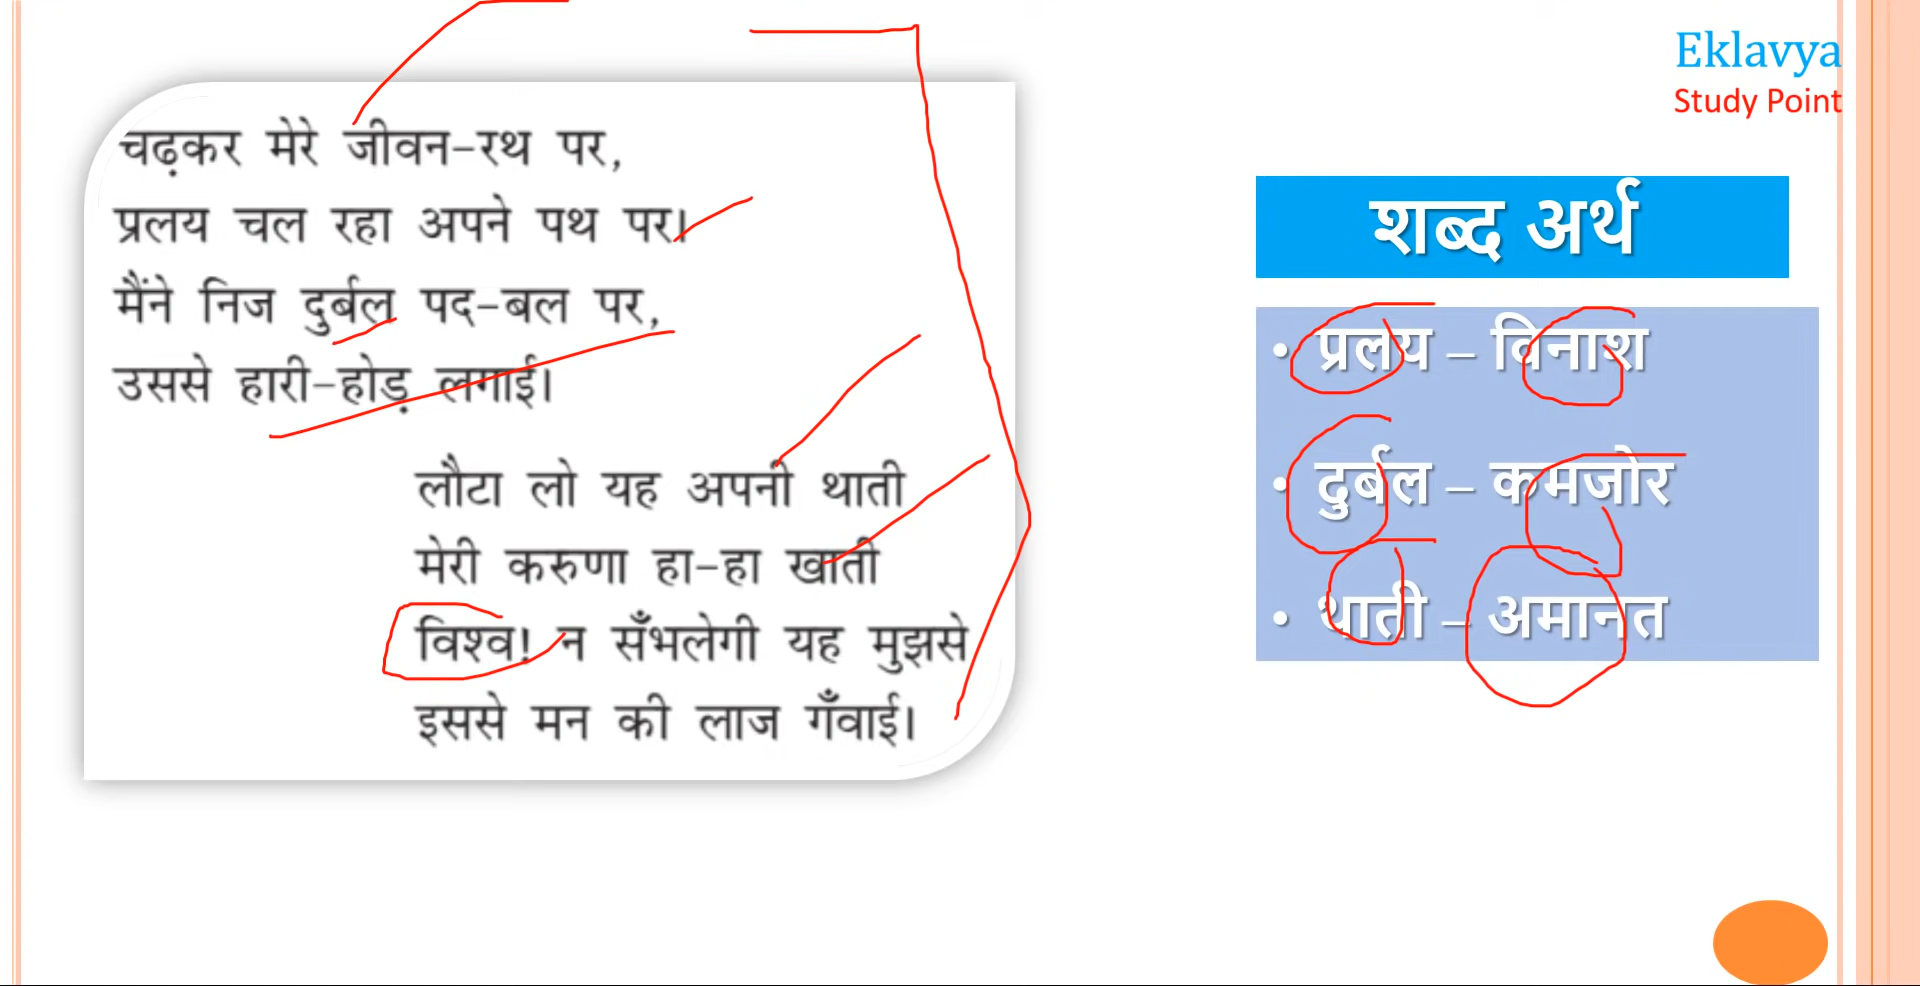 Eklavya
Study Point
चढ़कर मेरे जीवन-रथ पर,
प्रलय चल रहा अपने पथ पर।
मैंने निज दुर्बल पद-बल पर,
उससे हारी-होड़ लगाई।
लौटा लो यह अपनी थाती
मेरी करुणा हा-हा खाती
विश्व! न सँभलेगी यह मुझसे
इससे मन की लाज गँवाई।
शब्द अर्थ
• प्रलय – विनाश
• दुर्बल – कमजोर
• थाती – अमानत